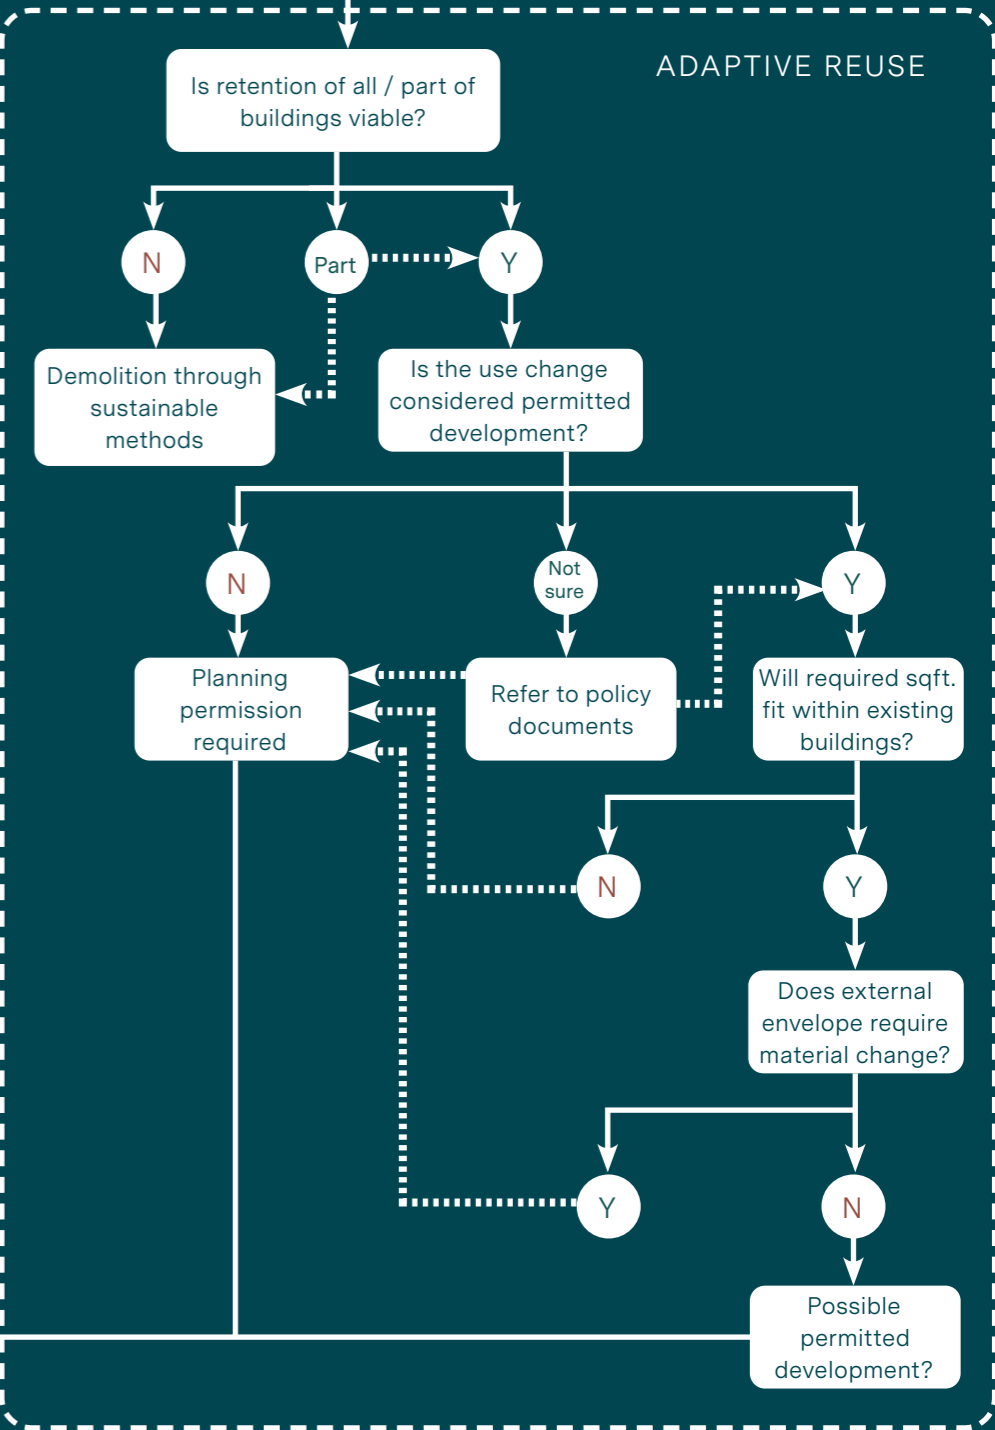 ADAPTIVE REUSE
Is retention of all / part of
buildings viable?
N
Part
Y
Demolition through
sustainable
methods
Is the use change
considered permitted
development?
N
Not
sure
Y
Planning
permission
required
Refer to policy
documents
Will required sqft.
fit within existing
buildings?
N
Y
Does external
envelope require
material change?
Y
N
Possible
permitted
development?